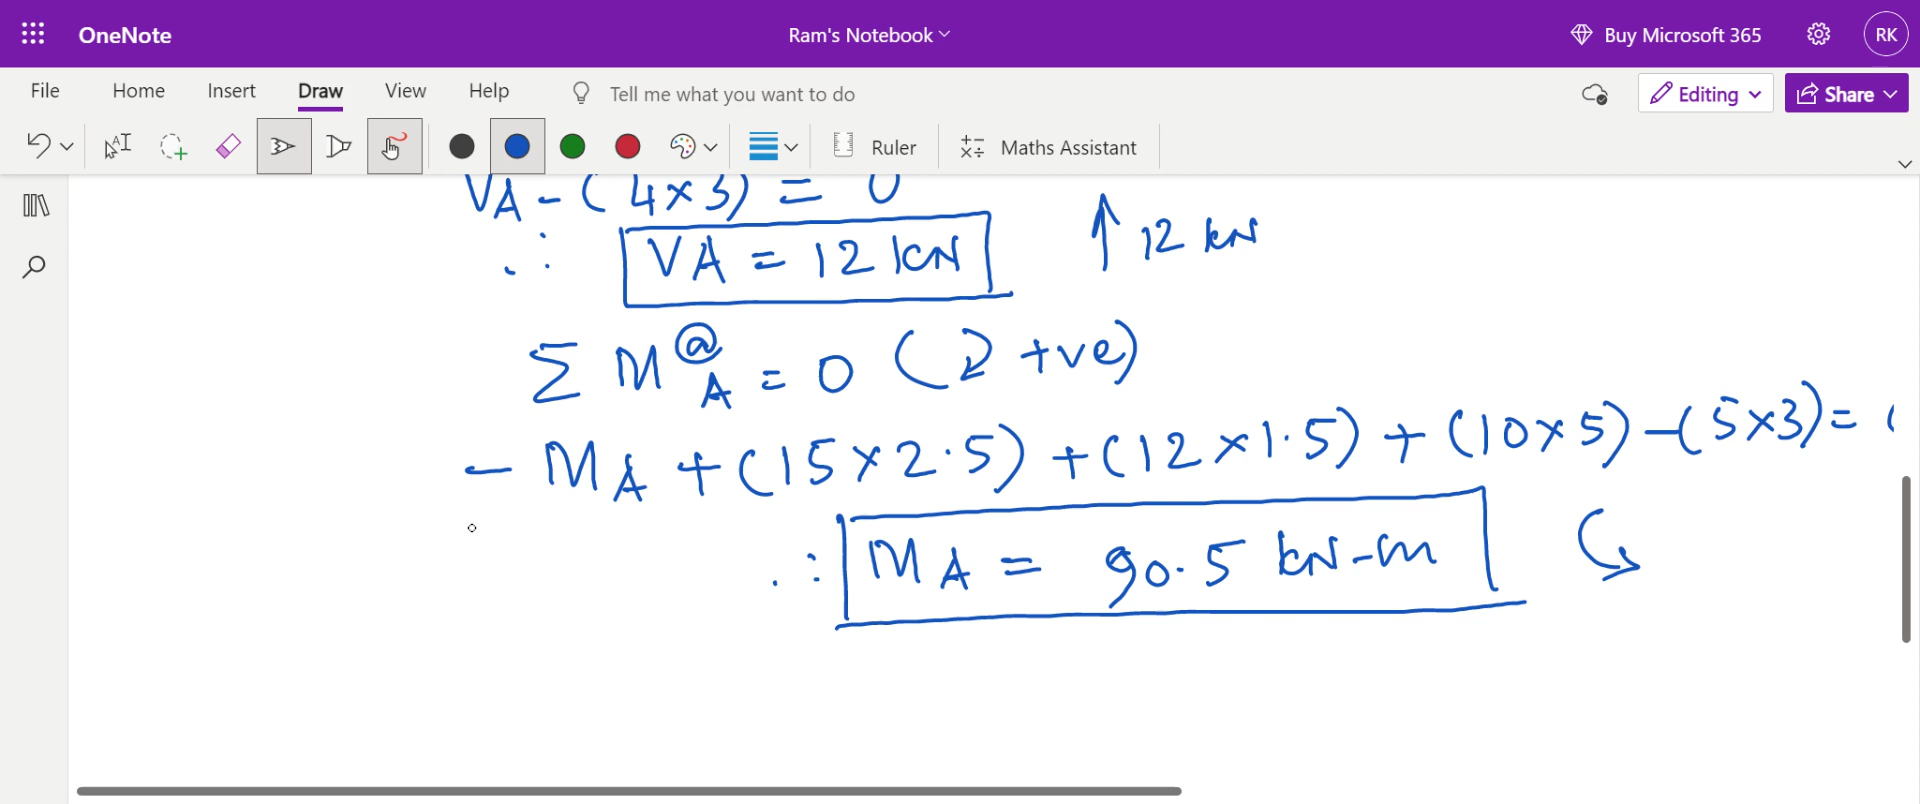 OneNote
Ram's Notebook
Buy Microsoft 365
RK
File Home Insert Draw View Help Tell me what you want to do
Editing Share
Ruler Maths Assistant
VA - (4×3) = 0
∴ VA = 12 kN ↑ 12 kN
Σ M@A = 0 (↻ +ve)
- MA + (15×2.5) + (12×1.5) + (10×5) - (5×3) =
∴ MA = 90.5 kN-m